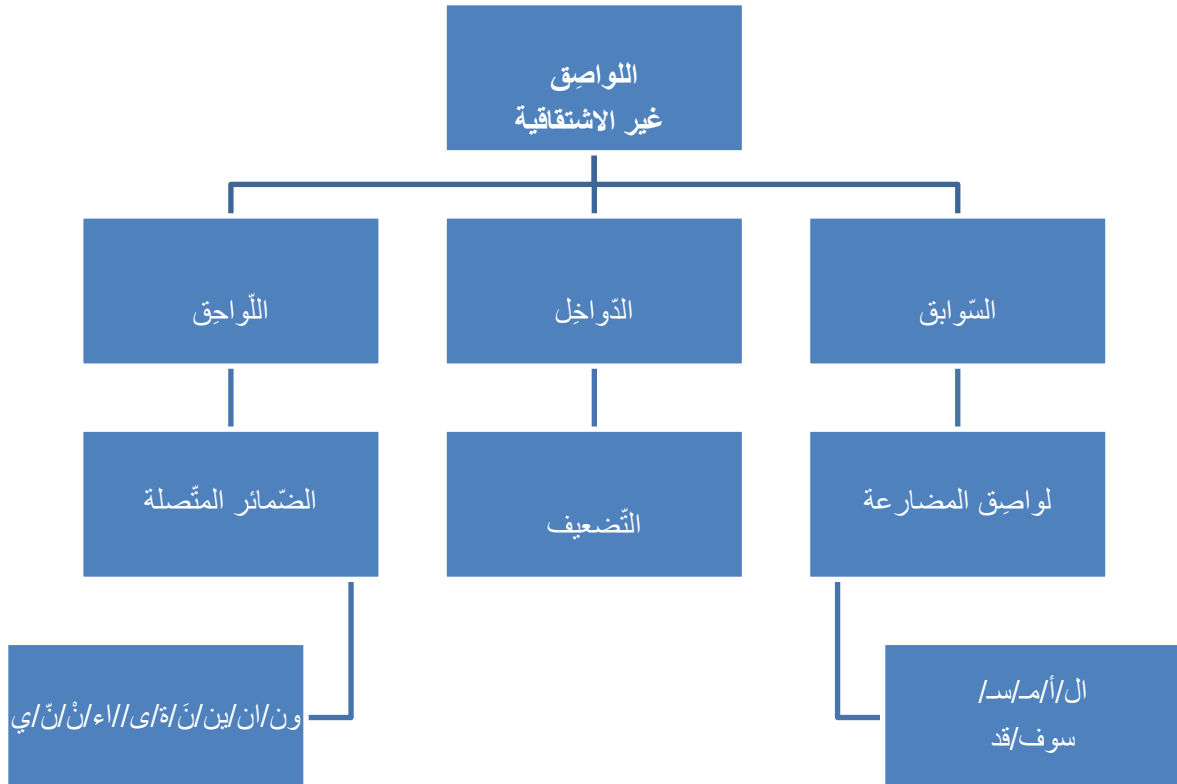 اللواصِق
غير الاشتقاقية
السّوابق
الدّواخِل
اللّواحِق
لواصِق المضارعة
التّضعيف
الضّمائر المتّصلة
ال/أ/مـ/سـ/
سوف/قد
ون/ان/ين/نَ/ة/ى//اء/نْ/نّ/ي